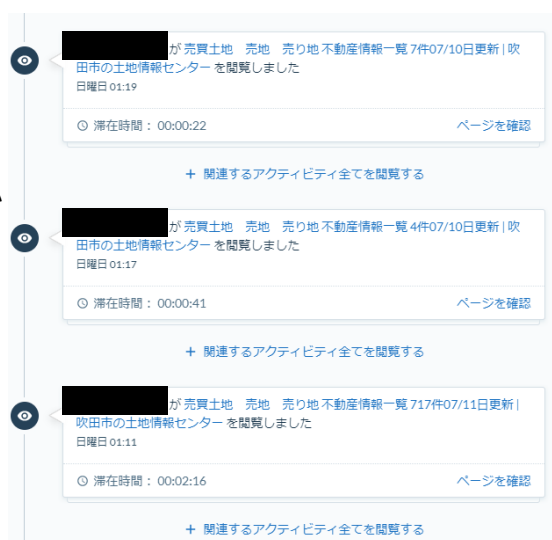 が 売買土地　売地　売り地 不動産情報一覧 7件07/10日更新 | 吹
田市の土地情報センター を閲覧しました
日曜日 01:19
滞在時間： 00:00:22 ページを確認
+ 関連するアクティビティ全てを閲覧する
が 売買土地　売地　売り地 不動産情報一覧 4件07/10日更新 | 吹
田市の土地情報センター を閲覧しました
日曜日 01:17
滞在時間： 00:00:41 ページを確認
+ 関連するアクティビティ全てを閲覧する
が 売買土地　売地　売り地 不動産情報一覧 717件07/11日更新 |
吹田市の土地情報センター を閲覧しました
日曜日 01:11
滞在時間： 00:02:16 ページを確認
+ 関連するアクティビティ全てを閲覧する